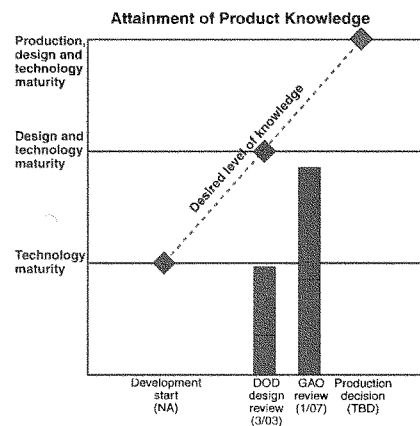 Attainment of Product Knowledge
Production,
design and
technology
maturity
Design and
technology
maturity
Desired level of knowledge
Technology
maturity
Development
start
(NA)
DOD
design
review
(3/03)
GAO
review
(1/07)
Production
decision
(TBD)